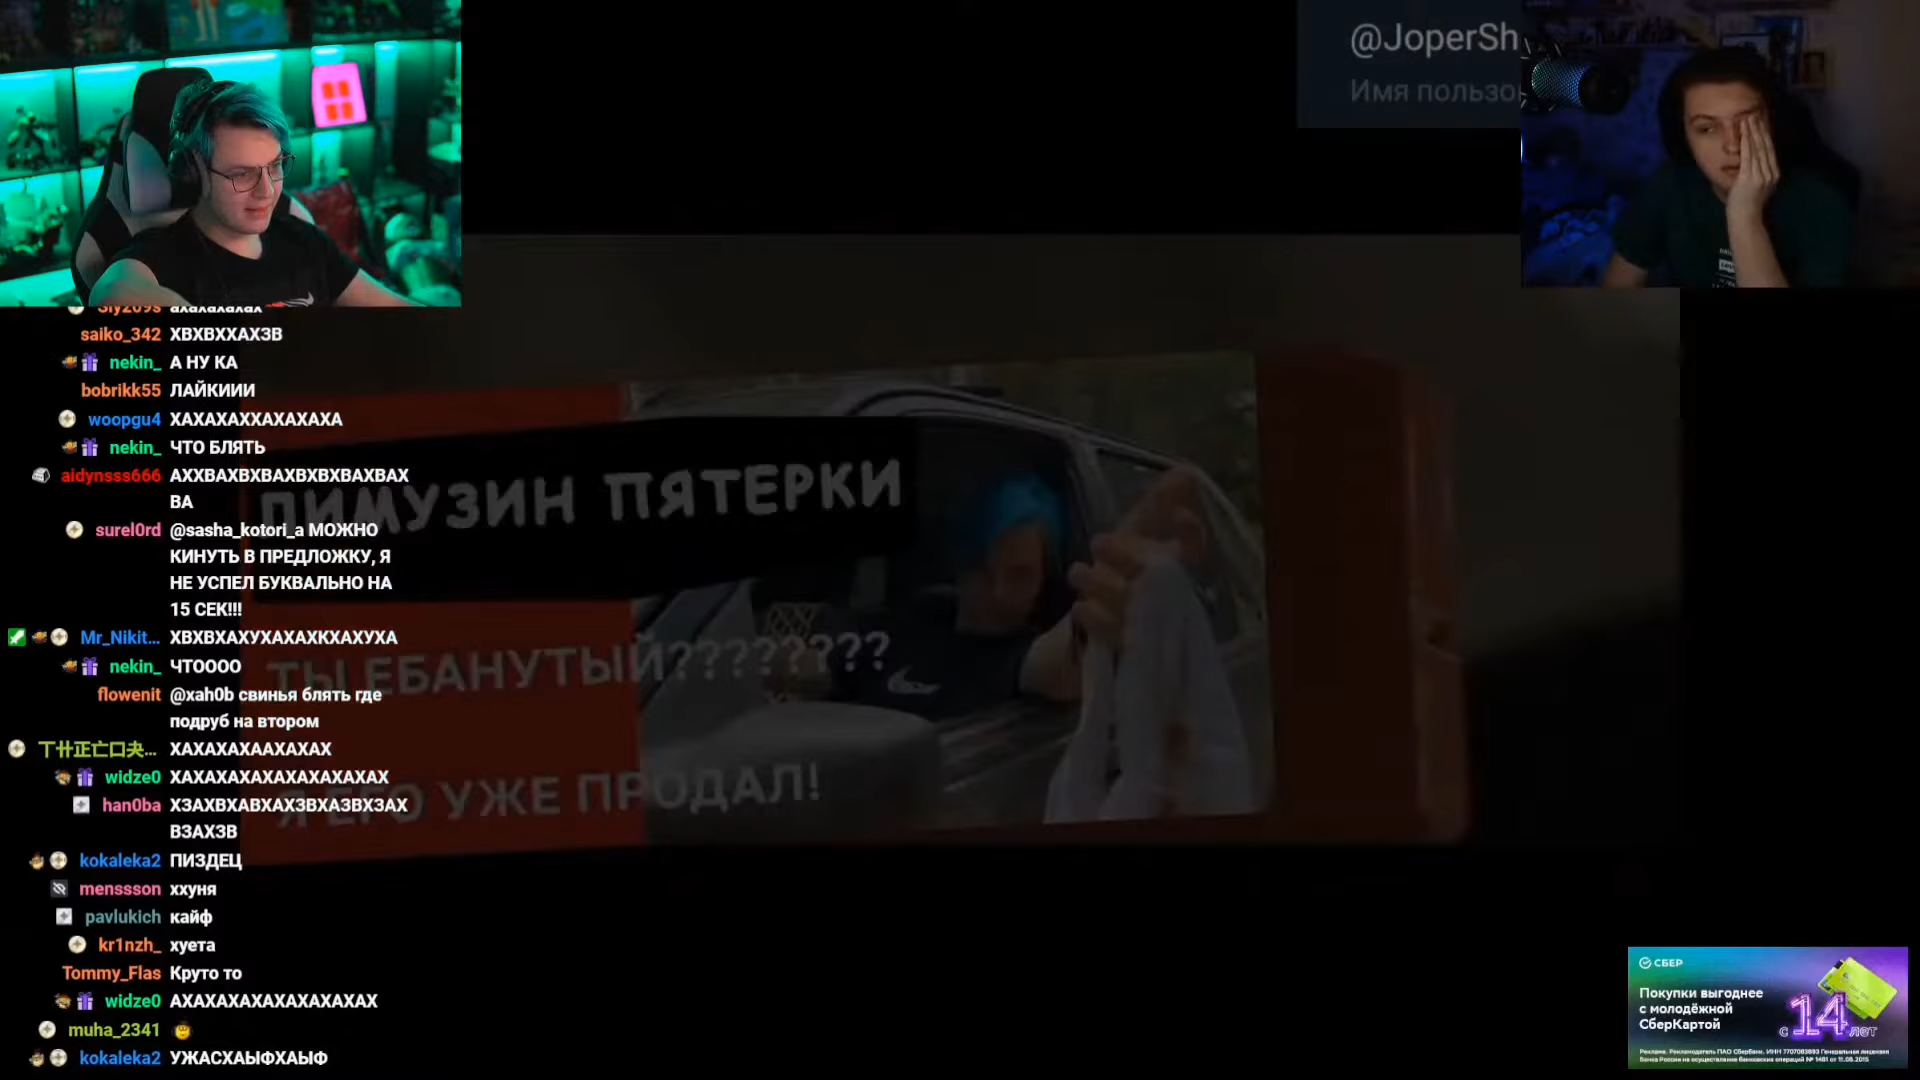 @JoperSh
Имя пользо
Sly209s ахахахахах
saiko_342 ХВХВХХАХЗВ
nekin_ А НУ КА
bobrikk55 ЛАЙКИИИ
woopgu4 ХАХАХАХХАХАХАХА
nekin_ ЧТО БЛЯТЬ
aidynsss666 АХХВАХВХВАХВХВХВАХВАХ
ВА
surel0rd @sasha_kotori_a МОЖНО
КИНУТЬ В ПРЕДЛОЖКУ, Я
НЕ УСПЕЛ БУКВАЛЬНО НА
15 СЕК!!!
Mr_Nikit... ХВХВХАХУХАХАХКХАХУХА
nekin_ ЧТОООО
flowenit @xah0b свинья блять где
подруб на втором
ХАХАХАХААХАХАХ
widze0 ХАХАХАХАХАХАХАХАХАХ
han0ba ХЗАХВХАВХАХЗВХАЗВХЗАХ
ВЗАХЗВ
kokaleka2 ПИЗДЕЦ
menssson ххуня
pavlukich кайф
kr1nzh_ хуета
Tommy_Flas Круто то
widze0 АХАХАХАХАХАХАХАХАХ
muha_2341
kokaleka2 УЖАСХАЫФХАЫФ
ЛИМУЗИН ПЯТЕРКИ
ТЫ ЕБАНУТЫЙ????????
Я ЕГО УЖЕ ПРОДАЛ!
СБЕР
Покупки выгоднее
с молодёжной
СберКартой
с 14 лет